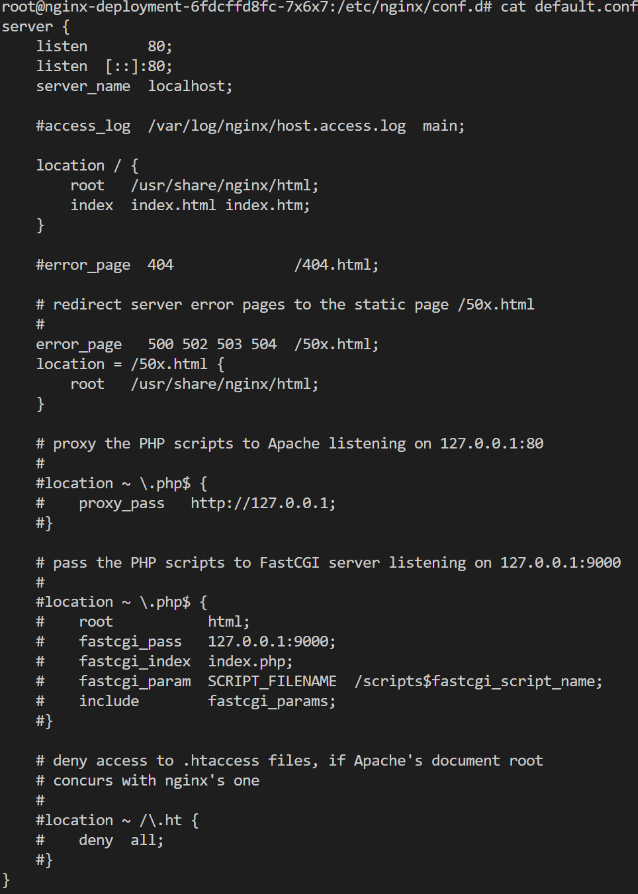 root@nginx-deployment-6fdcffd8fc-7x6x7:/etc/nginx/conf.d# cat default.conf
server {
    listen       80;
    listen  [::]:80;
    server_name  localhost;

    #access_log  /var/log/nginx/host.access.log  main;

    location / {
        root   /usr/share/nginx/html;
        index  index.html index.htm;
    }

    #error_page  404              /404.html;

    # redirect server error pages to the static page /50x.html
    #
    error_page   500 502 503 504  /50x.html;
    location = /50x.html {
        root   /usr/share/nginx/html;
    }

    # proxy the PHP scripts to Apache listening on 127.0.0.1:80
    #
    #location ~ \.php$ {
    #    proxy_pass   http://127.0.0.1;
    #}

    # pass the PHP scripts to FastCGI server listening on 127.0.0.1:9000
    #
    #location ~ \.php$ {
    #    root           html;
    #    fastcgi_pass   127.0.0.1:9000;
    #    fastcgi_index  index.php;
    #    fastcgi_param  SCRIPT_FILENAME  /scripts$fastcgi_script_name;
    #    include        fastcgi_params;
    #}

    # deny access to .htaccess files, if Apache's document root
    # concurs with nginx's one
    #
    #location ~ /\.ht {
    #    deny  all;
    #}
}